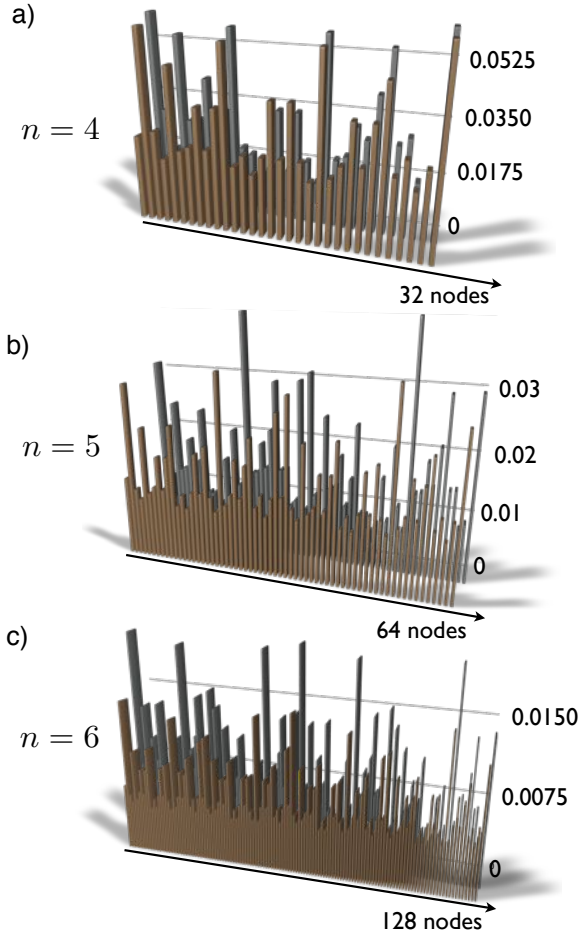 a)
n = 4
0.0525
0.0350
0.0175
0
32 nodes
b)
n = 5
0.03
0.02
0.01
0
64 nodes
c)
n = 6
0.0150
0.0075
0
128 nodes